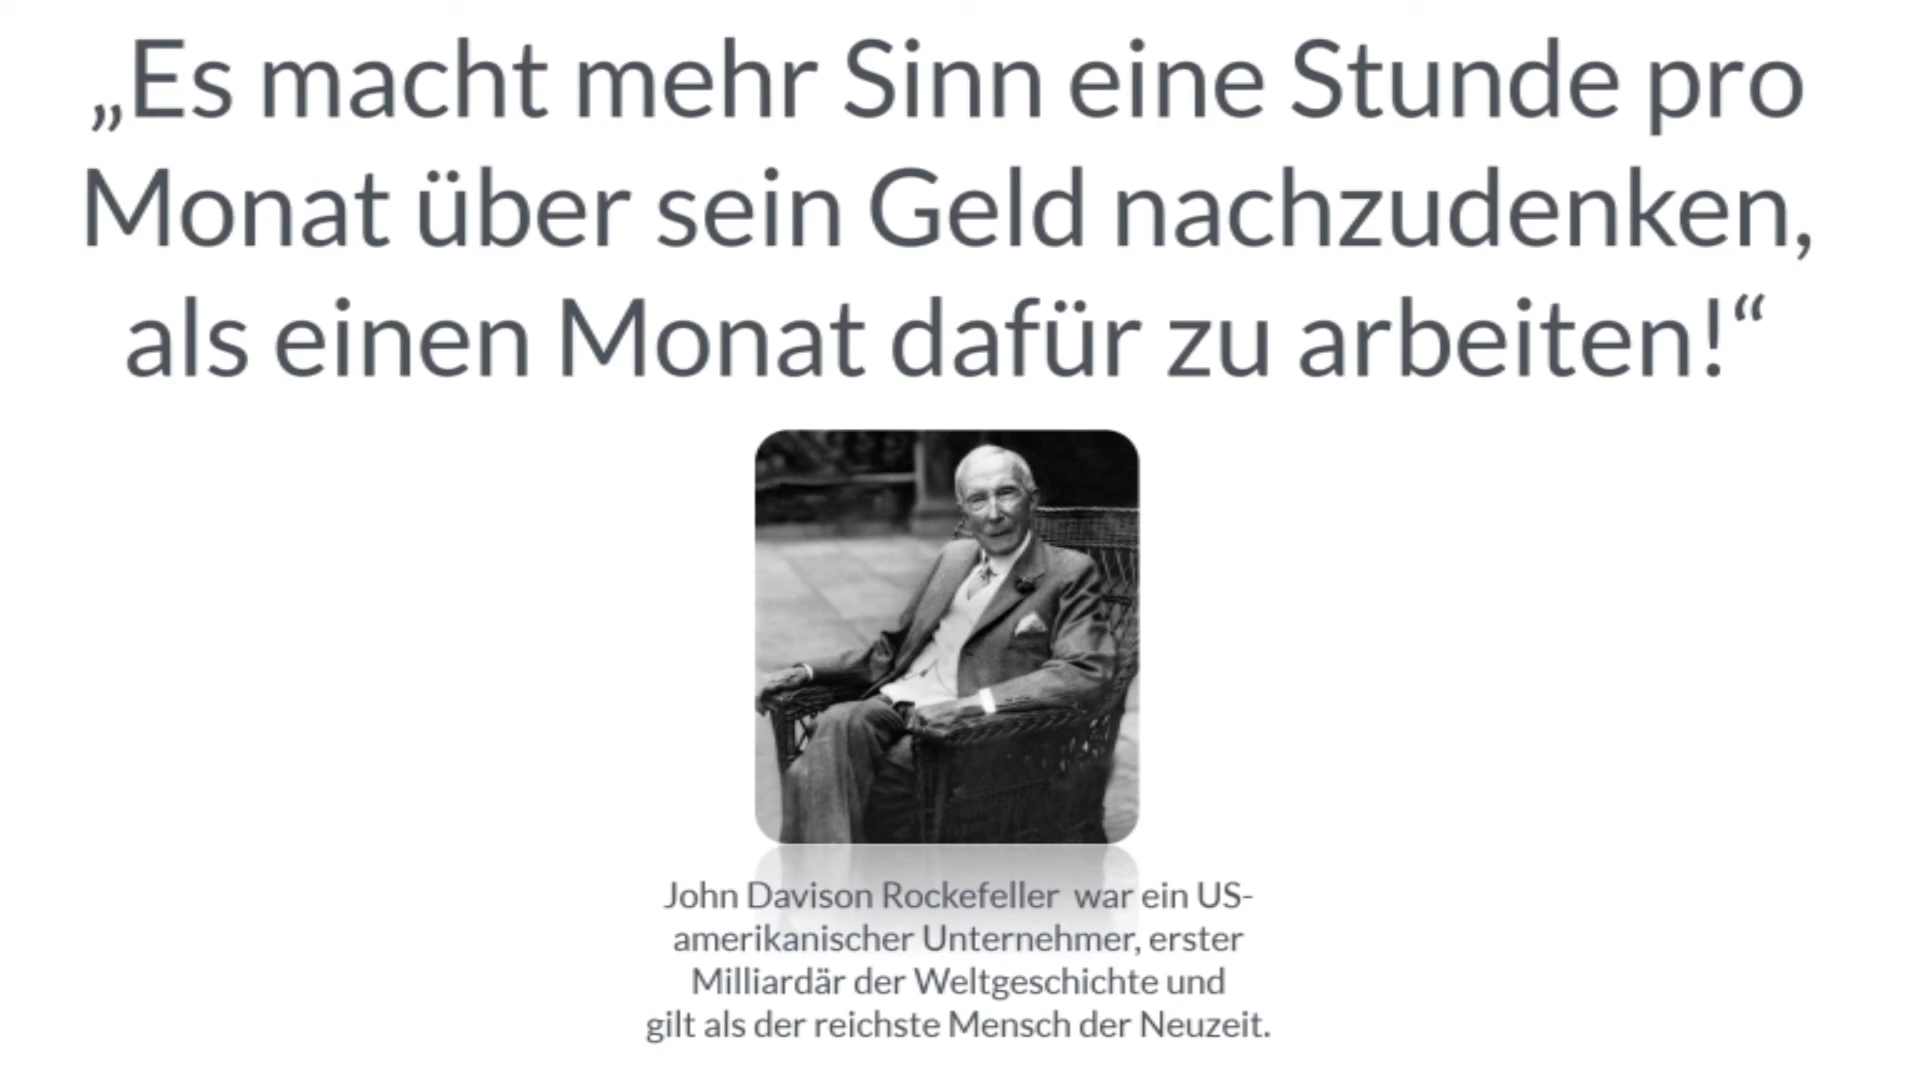 „Es macht mehr Sinn eine Stunde pro
Monat über sein Geld nachzudenken,
als einen Monat dafür zu arbeiten!“
John Davison Rockefeller  war ein US-
amerikanischer Unternehmer, erster
Milliardär der Weltgeschichte und
gilt als der reichste Mensch der Neuzeit.